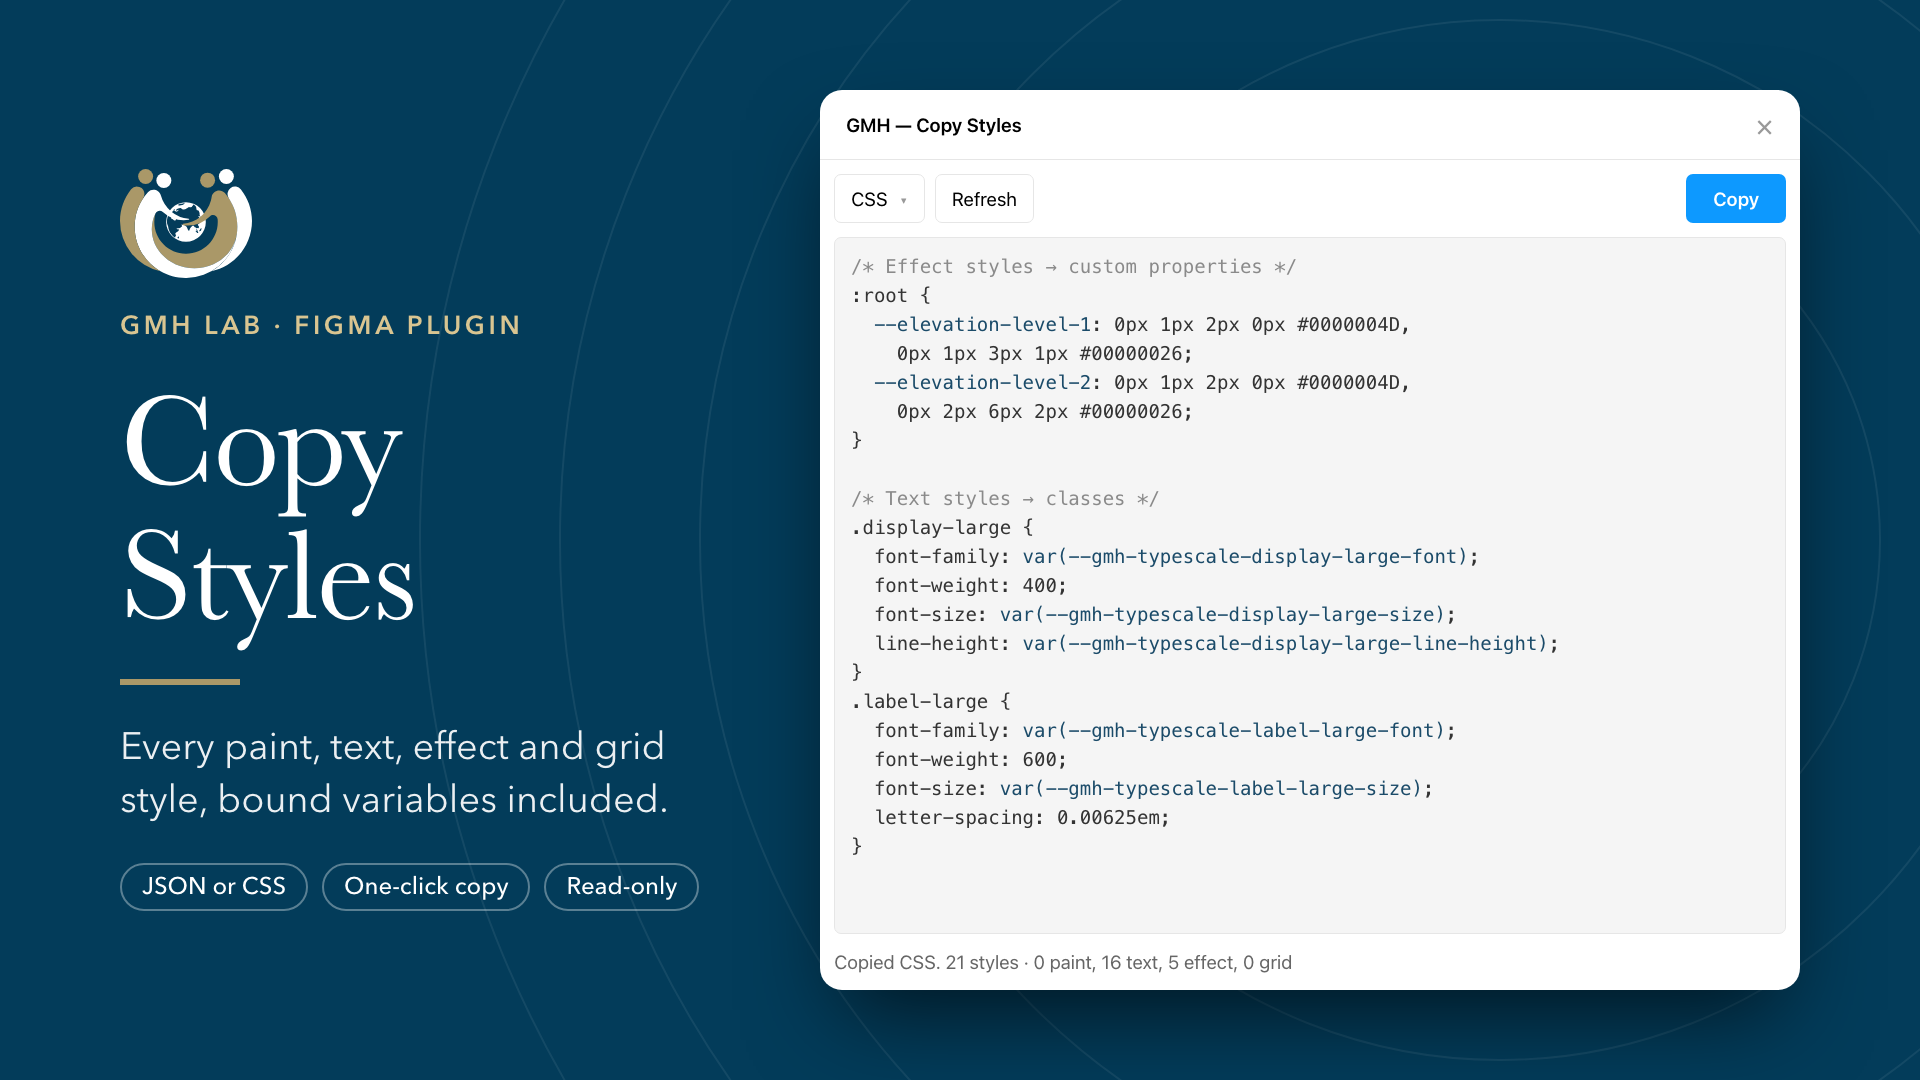 GMH LAB · FIGMA PLUGIN
Copy
Styles
Every paint, text, effect and grid
style, bound variables included.
JSON or CSS
One-click copy
Read-only
GMH — Copy Styles
×
CSS ▾
Refresh
Copy
/* Effect styles → custom properties */
:root {
  --elevation-level-1: 0px 1px 2px 0px #0000004D,
    0px 1px 3px 1px #00000026;
  --elevation-level-2: 0px 1px 2px 0px #0000004D,
    0px 2px 6px 2px #00000026;
}
/* Text styles → classes */
.display-large {
  font-family: var(--gmh-typescale-display-large-font);
  font-weight: 400;
  font-size: var(--gmh-typescale-display-large-size);
  line-height: var(--gmh-typescale-display-large-line-height);
}
.label-large {
  font-family: var(--gmh-typescale-label-large-font);
  font-weight: 600;
  font-size: var(--gmh-typescale-label-large-size);
  letter-spacing: 0.00625em;
}
Copied CSS. 21 styles · 0 paint, 16 text, 5 effect, 0 grid